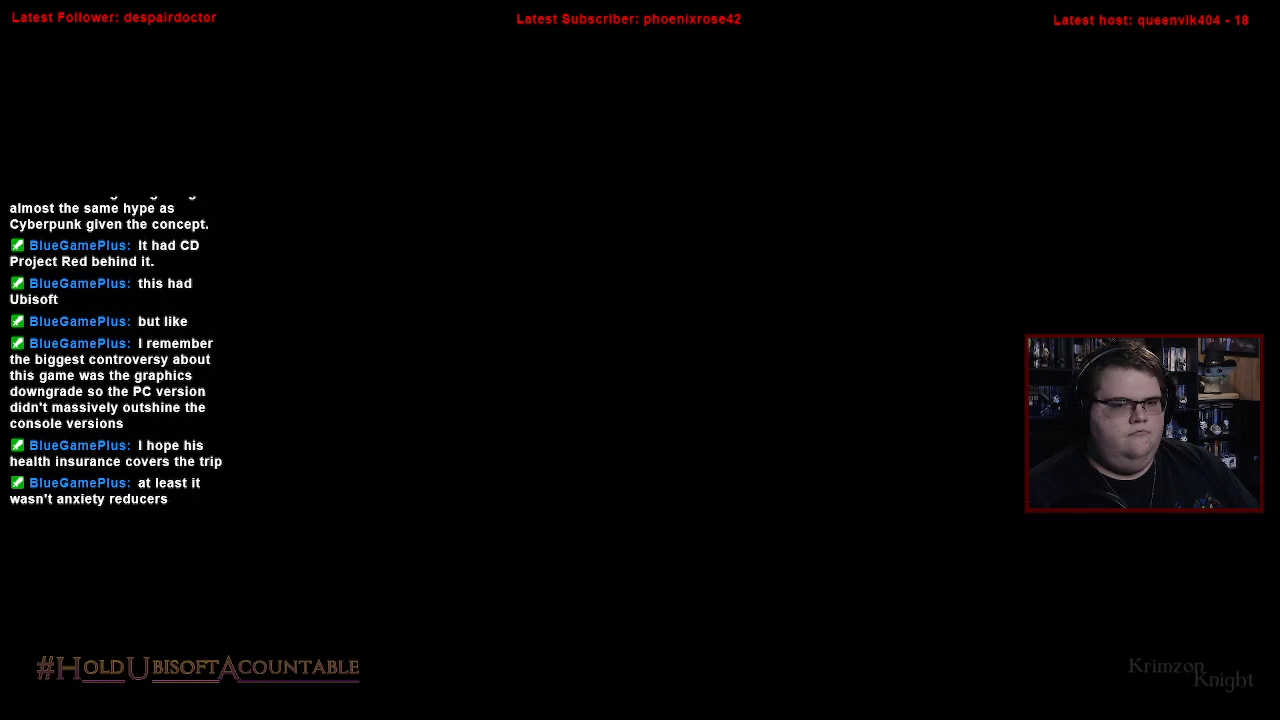 Latest Follower: despairdoctor
Latest Subscriber: phoenixrose42
Latest host: queenvik404 - 18
almost the same hype as
Cyberpunk given the concept.
BlueGamePlus: It had CD
Project Red behind it.
BlueGamePlus: this had
Ubisoft
BlueGamePlus: but like
BlueGamePlus: I remember
the biggest controversy about
this game was the graphics
downgrade so the PC version
didn't massively outshine the
console versions
BlueGamePlus: I hope his
health insurance covers the trip
BlueGamePlus: at least it
wasn't anxiety reducers
#HoldUbisoftAcountable
Krimzon
Knight